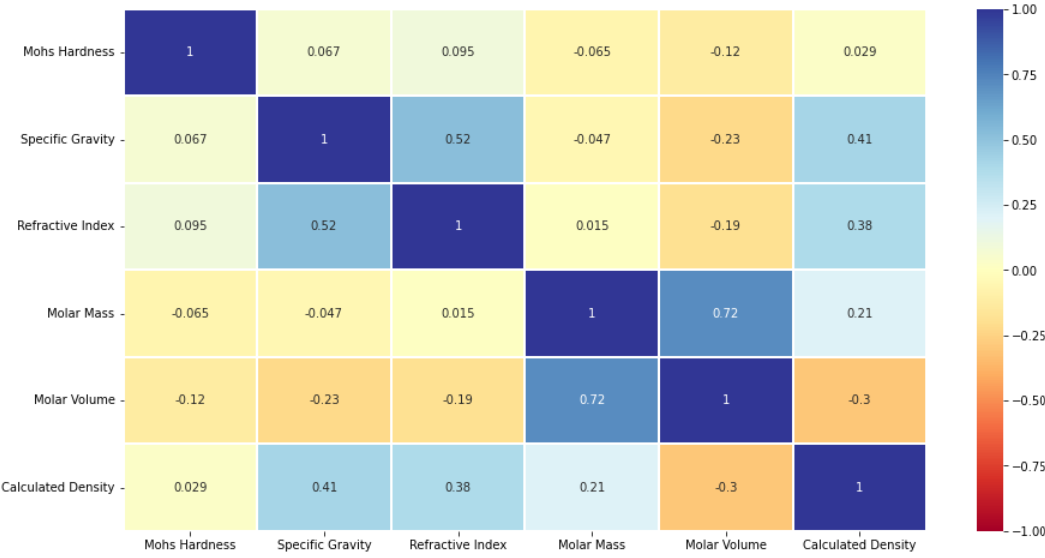 Mohs Hardness 1 0.067 0.095 -0.065 -0.12 0.029
Specific Gravity 0.067 1 0.52 -0.047 -0.23 0.41
Refractive Index 0.095 0.52 1 0.015 -0.19 0.38
Molar Mass -0.065 -0.047 0.015 1 0.72 0.21
Molar Volume -0.12 -0.23 -0.19 0.72 1 -0.3
Calculated Density 0.029 0.41 0.38 0.21 -0.3 1
Mohs Hardness Specific Gravity Refractive Index Molar Mass Molar Volume Calculated Density
1.00
0.75
0.50
0.25
0.00
−0.25
−0.50
−0.75
−1.00